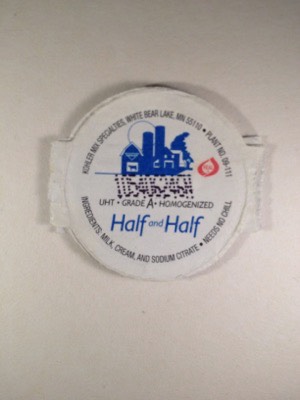 KOHLER MIX SPECIALTIES, WHITE BEAR LAKE, MN 55110 • PLANT NO. 09-111
UHT • GRADE A • HOMOGENIZED
Half and Half
INGREDIENTS: MILK, CREAM, AND SODIUM CITRATE • NEEDS NO CHILL